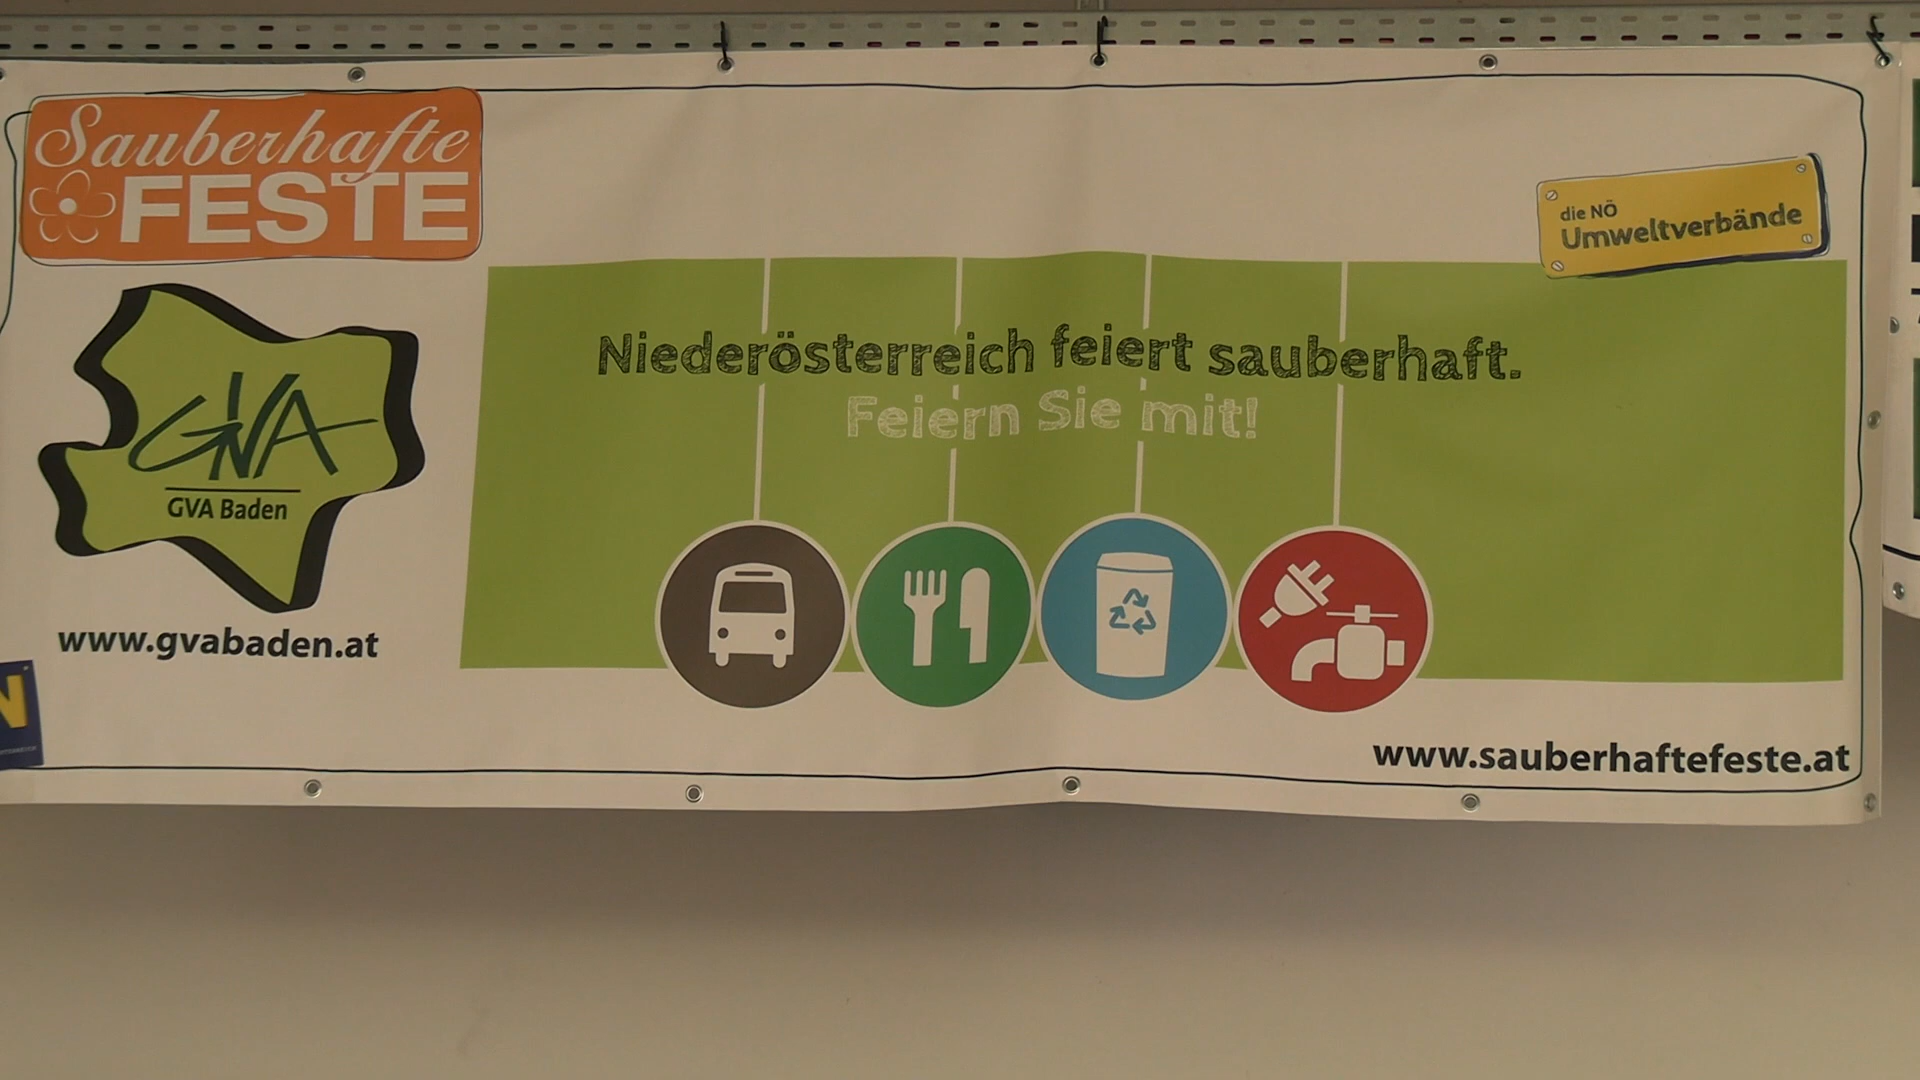 Sauberhafte
FESTE
die NÖ
Umweltverbände
Niederösterreich feiert sauberhaft.
Feiern Sie mit!
GVA
GVA Baden
www.gvabaden.at
N
www.sauberhaftefeste.at